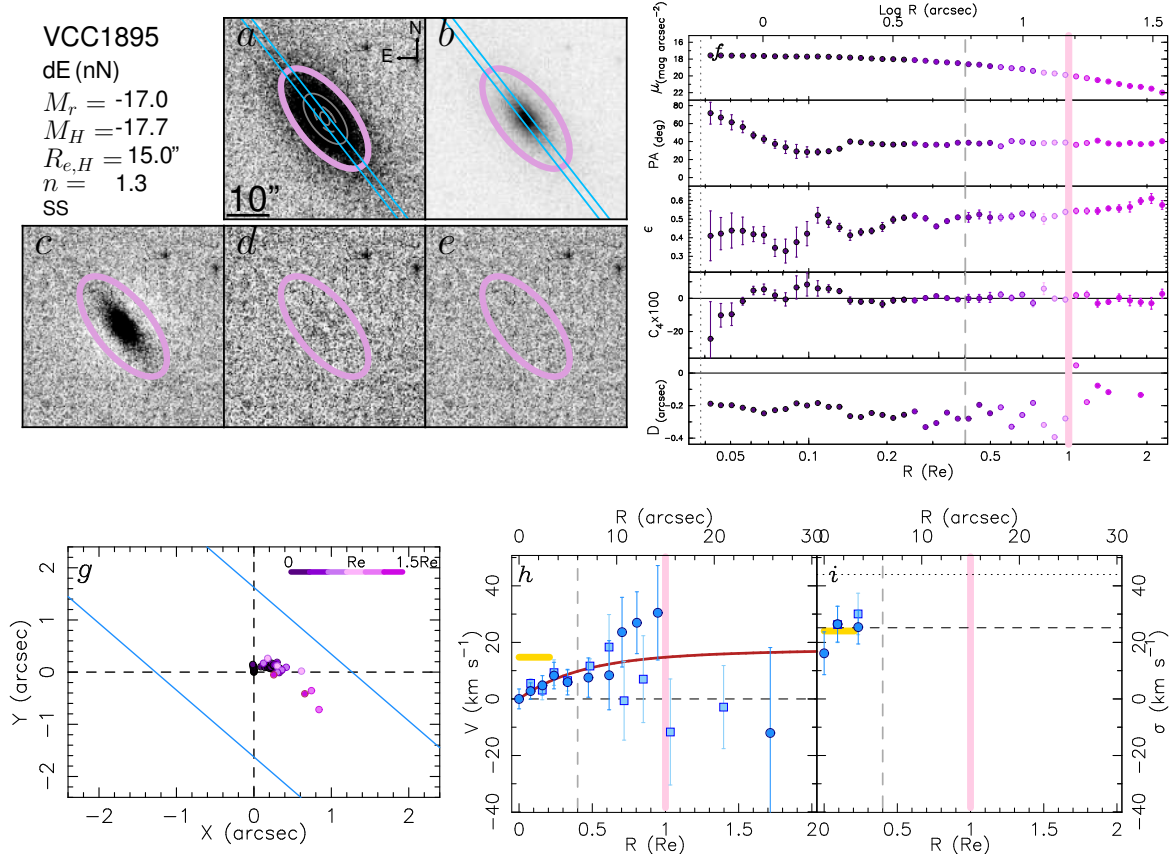 VCC1895
dE (nN)
M_r = -17.0
M_H = -17.7
R_{e,H} = 15.0"
n = 1.3
SS
a
N
E
10"
b
c
d
e
Log R (arcsec)
0 0.5 1 1.5
f
μ (mag arcsec⁻²)
16
18
20
22
PA (deg)
80
60
40
20
0
ε
0.6
0.5
0.4
0.3
C₄x100
0
-20
D (arcsec)
0
-0.2
-0.4
0.05 0.1 0.2 0.5 1 2
R (Re)
g
0 Re 1.5Re
Y (arcsec)
2
1
0
−1
−2
−2 −1 0 1 2
X (arcsec)
R (arcsec)
0 10 20 30
h
V (km s⁻¹)
40
20
0
−20
−40
0 0.5 1 1.5 2
R (Re)
R (arcsec)
0 10 20 30
i
σ (km s⁻¹)
40
20
0
−20
−40
0 0.5 1 1.5 2
R (Re)